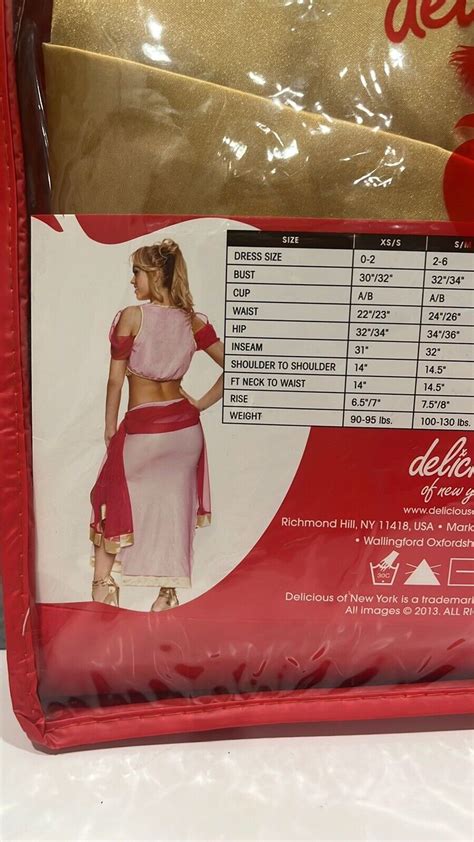 SIZE XS/S S/M
DRESS SIZE 0-2 2-6
BUST 30"/32" 32"/34"
CUP A/B A/B
WAIST 22"/23" 24"/26"
HIP 32"/34" 34"/36"
INSEAM 31" 32"
SHOULDER TO SHOULDER 14" 14.5"
FT NECK TO WAIST 14" 14.5"
RISE 6.5"/7" 7.5"/8"
WEIGHT 90-95 lbs. 100-130 lbs.
of new y
www.delicious
Richmond Hill, NY 11418, USA •
• Wallingford Oxfordsh
30C
Delicious of New York is a trademar
All images © 2013. ALL RI